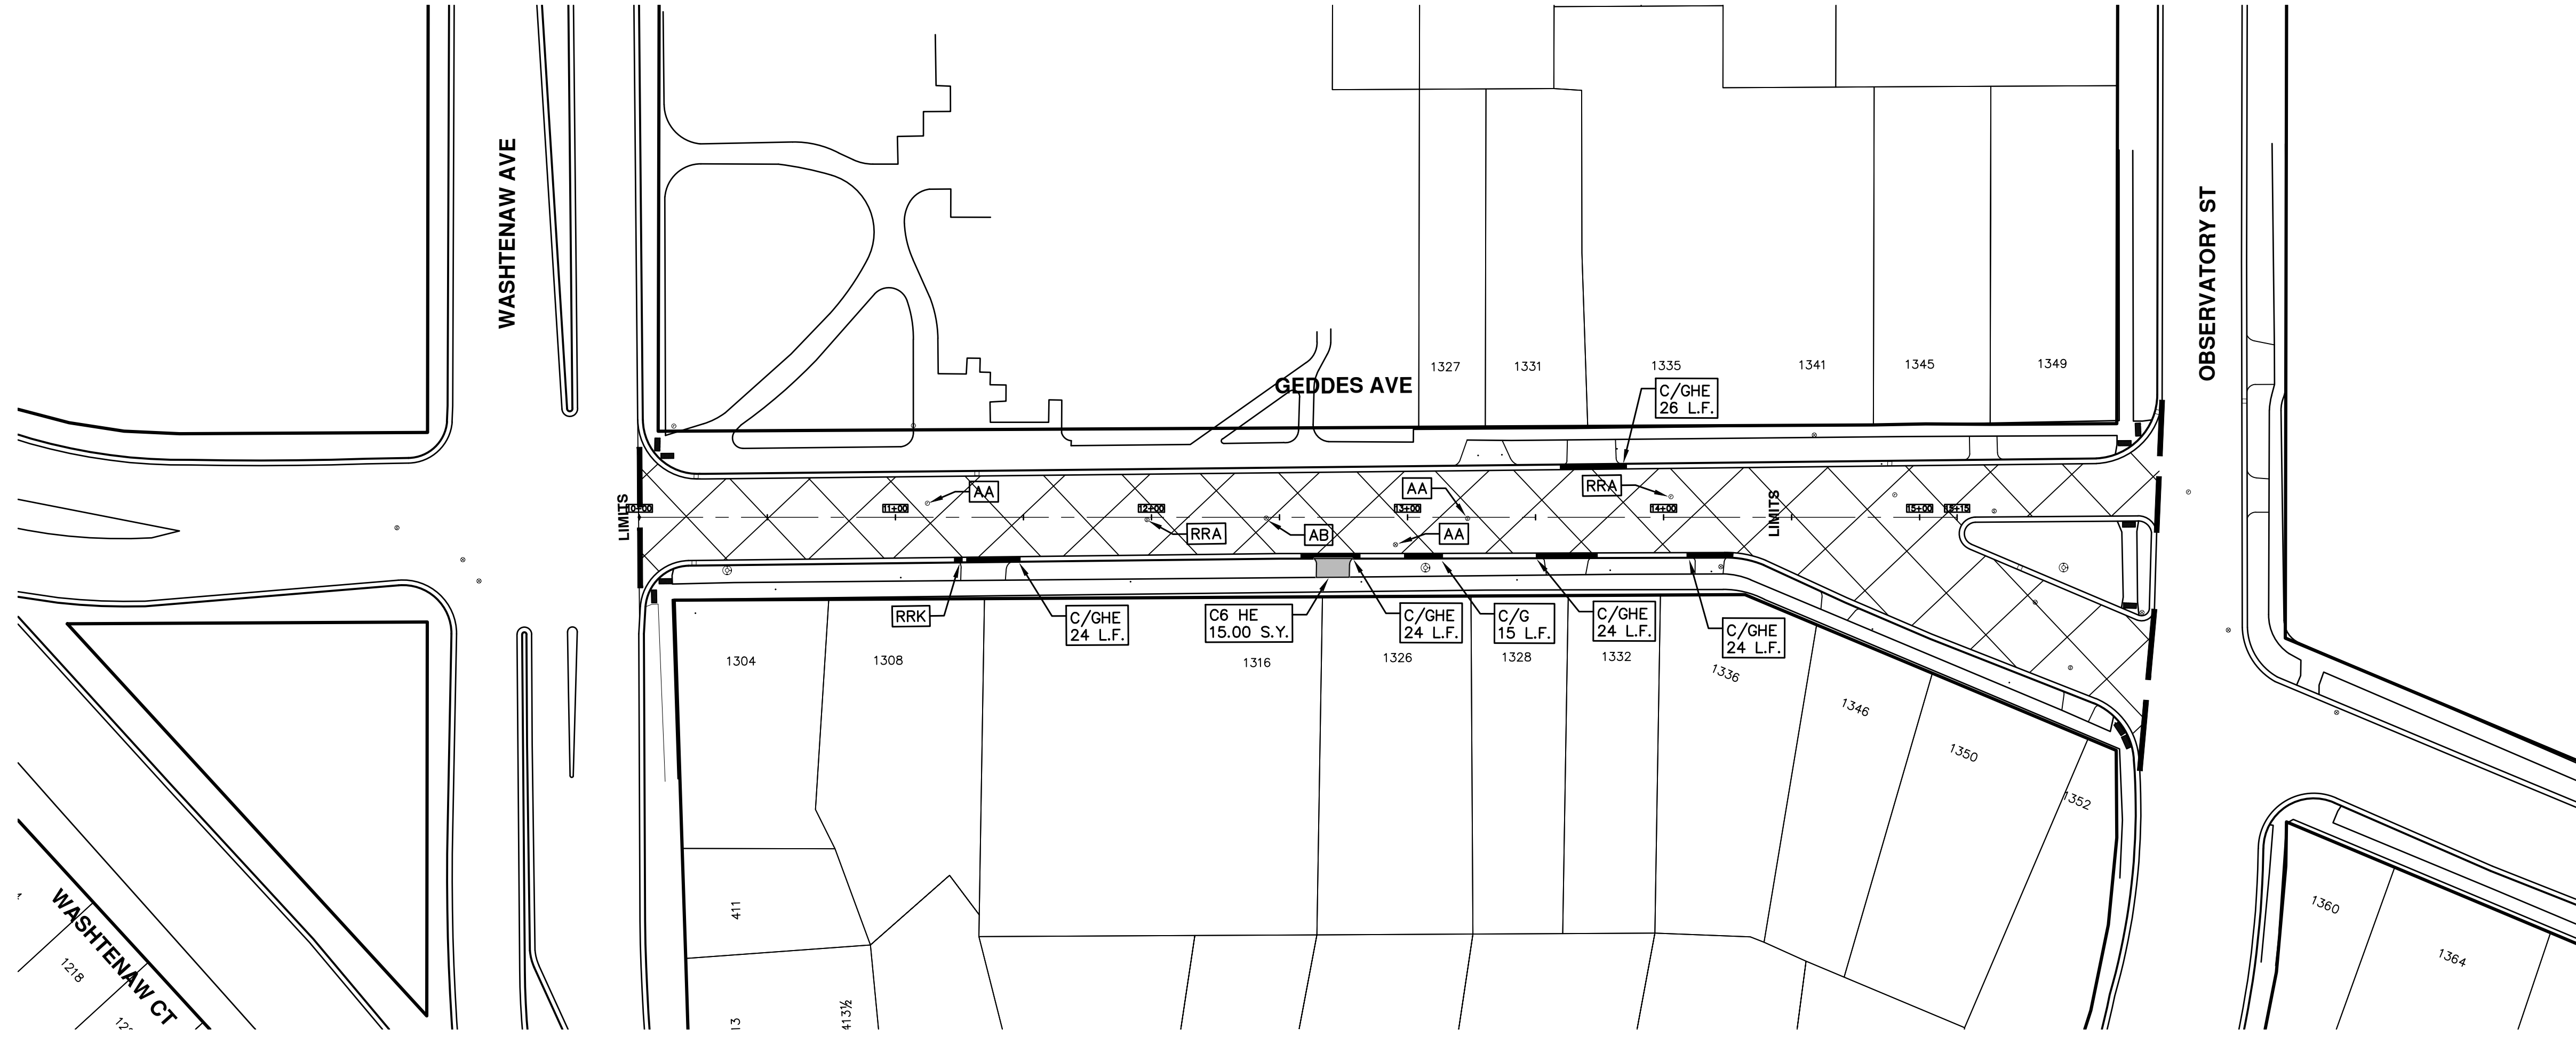 WASHTENAW AVE
OBSERVATORY ST
GEDDES AVE
1327
1331
1335
1341
1345
1349
C/GHE
26 L.F.
AA
AA
RRA
LIMITS
10+00
11+00
12+00
13+00
14+00
LIMITS
15+00
15+15
RRA
AB
AA
RRK
C/GHE
24 L.F.
C6 HE
15.00 S.Y.
C/GHE
24 L.F.
C/G
15 L.F.
C/GHE
24 L.F.
C/GHE
24 L.F.
1304
1308
1316
1326
1328
1332
1336
1346
1350
1352
411
413½
13
WASHTENAW CT
1218
1360
1364